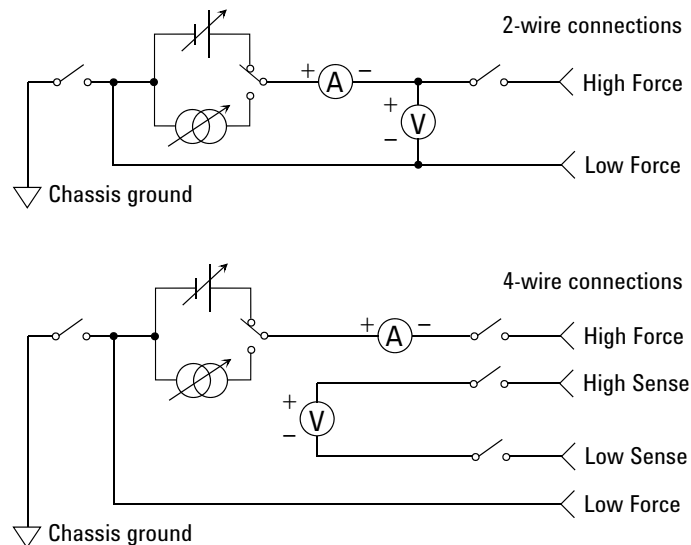 2-wire connections
+ A −
High Force
+
V
−
Low Force
Chassis ground
4-wire connections
+ A −
High Force
High Sense
+
V
−
Low Sense
Low Force
Chassis ground